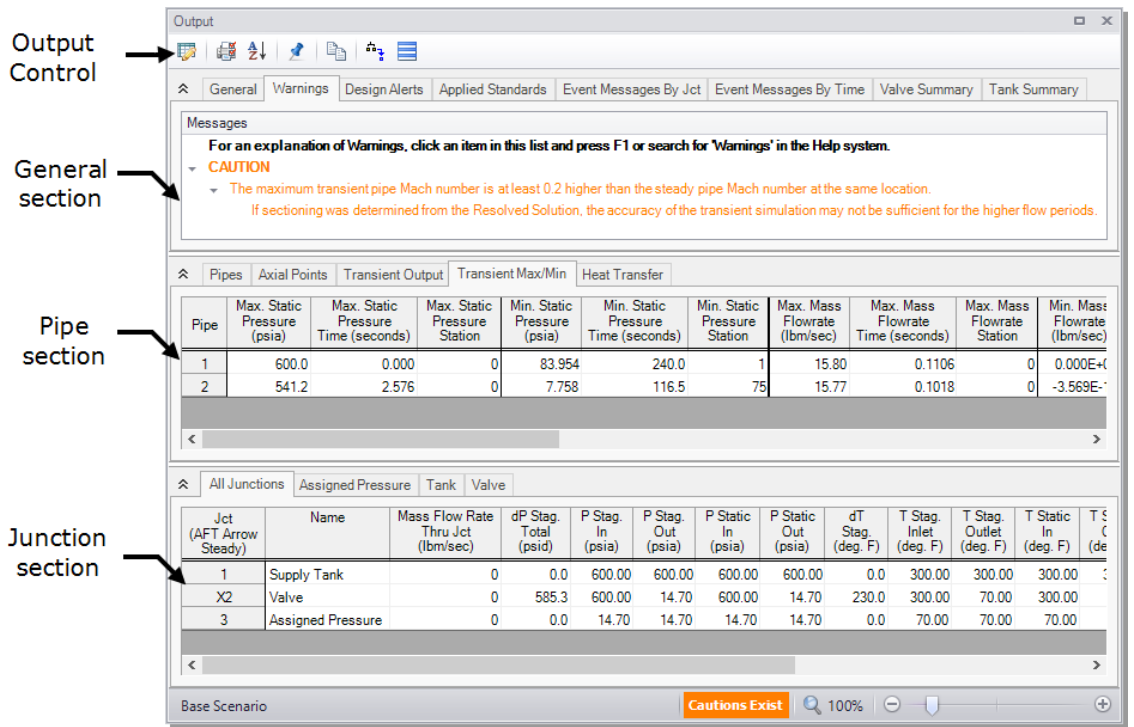 Output
Output
Control
General Warnings Design Alerts Applied Standards Event Messages By Jct Event Messages By Time Valve Summary Tank Summary
Messages
For an explanation of Warnings, click an item in this list and press F1 or search for 'Warnings' in the Help system.
CAUTION
The maximum transient pipe Mach number is at least 0.2 higher than the steady pipe Mach number at the same location.
If sectioning was determined from the Resolved Solution, the accuracy of the transient simulation may not be sufficient for the higher flow periods.
General
section
Pipes Axial Points Transient Output Transient Max/Min Heat Transfer
Pipe
section
Pipe Max. Static Pressure (psia) Max. Static Pressure Time (seconds) Max. Static Pressure Station Min. Static Pressure (psia) Min. Static Pressure Time (seconds) Min. Static Pressure Station Max. Mass Flowrate (lbm/sec) Max. Mass Flowrate Time (seconds) Max. Mass Flowrate Station Min. Mass Flowrate (lbm/sec)
1 600.0 0.000 0 83.954 240.0 1 15.80 0.1106 0 0.000E+0
2 541.2 2.576 0 7.758 116.5 75 15.77 0.1018 0 -3.569E-
All Junctions Assigned Pressure Tank Valve
Junction
section
Jct (AFT Arrow Steady) Name Mass Flow Rate Thru Jct (lbm/sec) dP Stag. Total (psid) P Stag. In (psia) P Stag. Out (psia) P Static In (psia) P Static Out (psia) dT Stag. (deg. F) T Stag. Inlet (deg. F) T Stag. Outlet (deg. F) T Static In (deg. F) T S (de
1 Supply Tank 0 0.0 600.00 600.00 600.00 600.00 0.0 300.00 300.00 300.00
X2 Valve 0 585.3 600.00 14.70 600.00 14.70 230.0 300.00 70.00 300.00
3 Assigned Pressure 0 0.0 14.70 14.70 14.70 14.70 0.0 70.00 70.00 70.00
Base Scenario Cautions Exist 100%